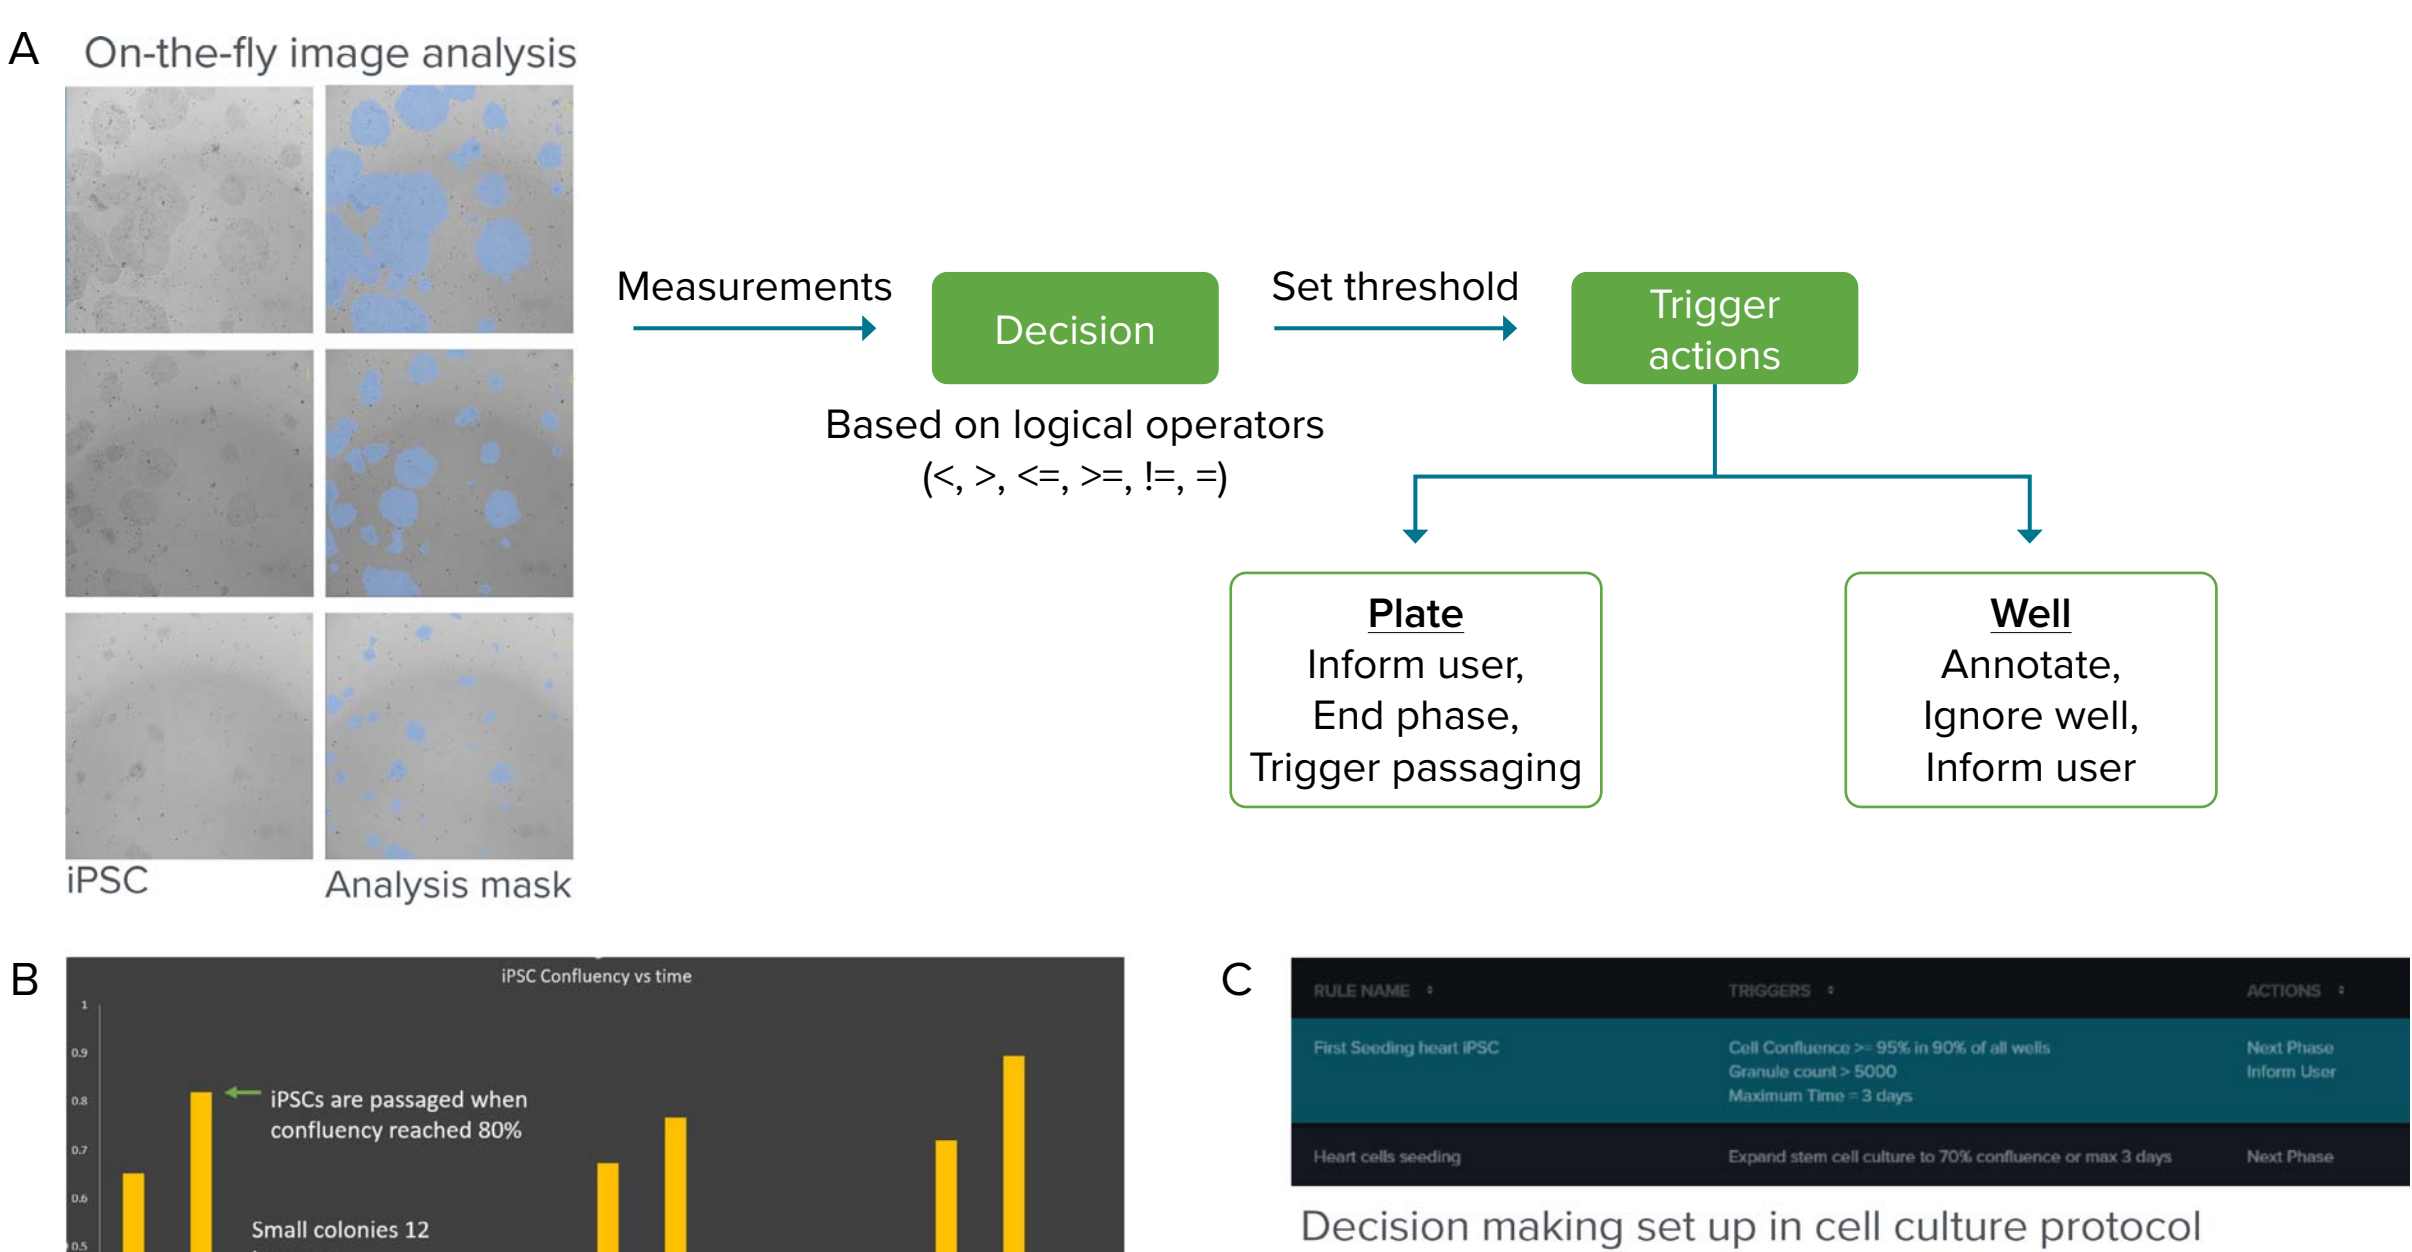 A
On-the-fly image analysis
iPSC
Analysis mask
Measurements
Decision
Based on logical operators
(<, >, <=, >=, !=, =)
Set threshold
Trigger
actions
Plate
Inform user,
End phase,
Trigger passaging
Well
Annotate,
Ignore well,
Inform user
B
iPSC Confluency vs time
1
0.9
0.8
0.7
0.6
0.5
iPSCs are passaged when
confluency reached 80%
Small colonies 12
C
RULE NAME TRIGGERS ACTIONS
First Seeding heart iPSC Cell Confluence >= 95% in 90% of all wells Next Phase
Granule count > 5000 Inform User
Maximum Time = 3 days
Heart cells seeding Expand stem cell culture to 70% confluence or max 3 days Next Phase
Decision making set up in cell culture protocol